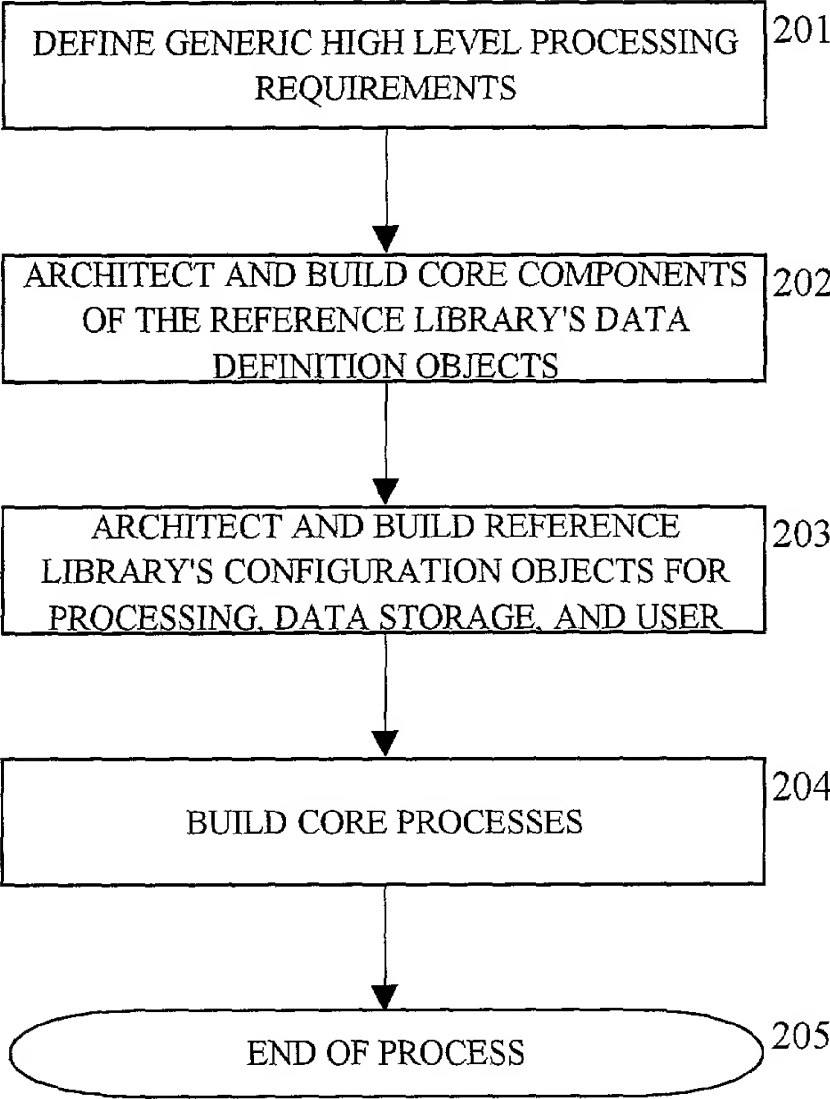 DEFINE GENERIC HIGH LEVEL PROCESSING
REQUIREMENTS
201
ARCHITECT AND BUILD CORE COMPONENTS
OF THE REFERENCE LIBRARY'S DATA
DEFINITION OBJECTS
202
ARCHITECT AND BUILD REFERENCE
LIBRARY'S CONFIGURATION OBJECTS FOR
PROCESSING, DATA STORAGE, AND USER
203
BUILD CORE PROCESSES
204
END OF PROCESS
205